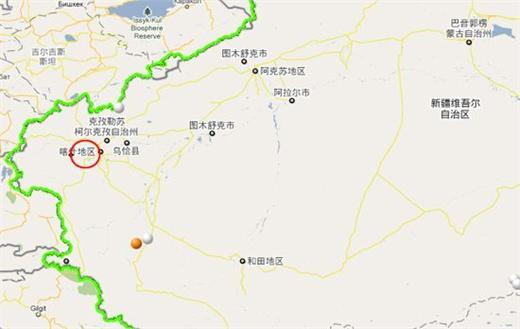 Бишкек
Каракол
Issyk-Kul
Biosphere
Reserve
巴音郭楞
蒙古自治州
吉尔吉斯
斯坦
图木舒克市
阿克苏地区
阿拉尔市
新疆维吾尔
自治区
克孜勒苏
柯尔克孜自治州
图木舒克市
喀什地区
乌恰县
和田地区
Gilgit